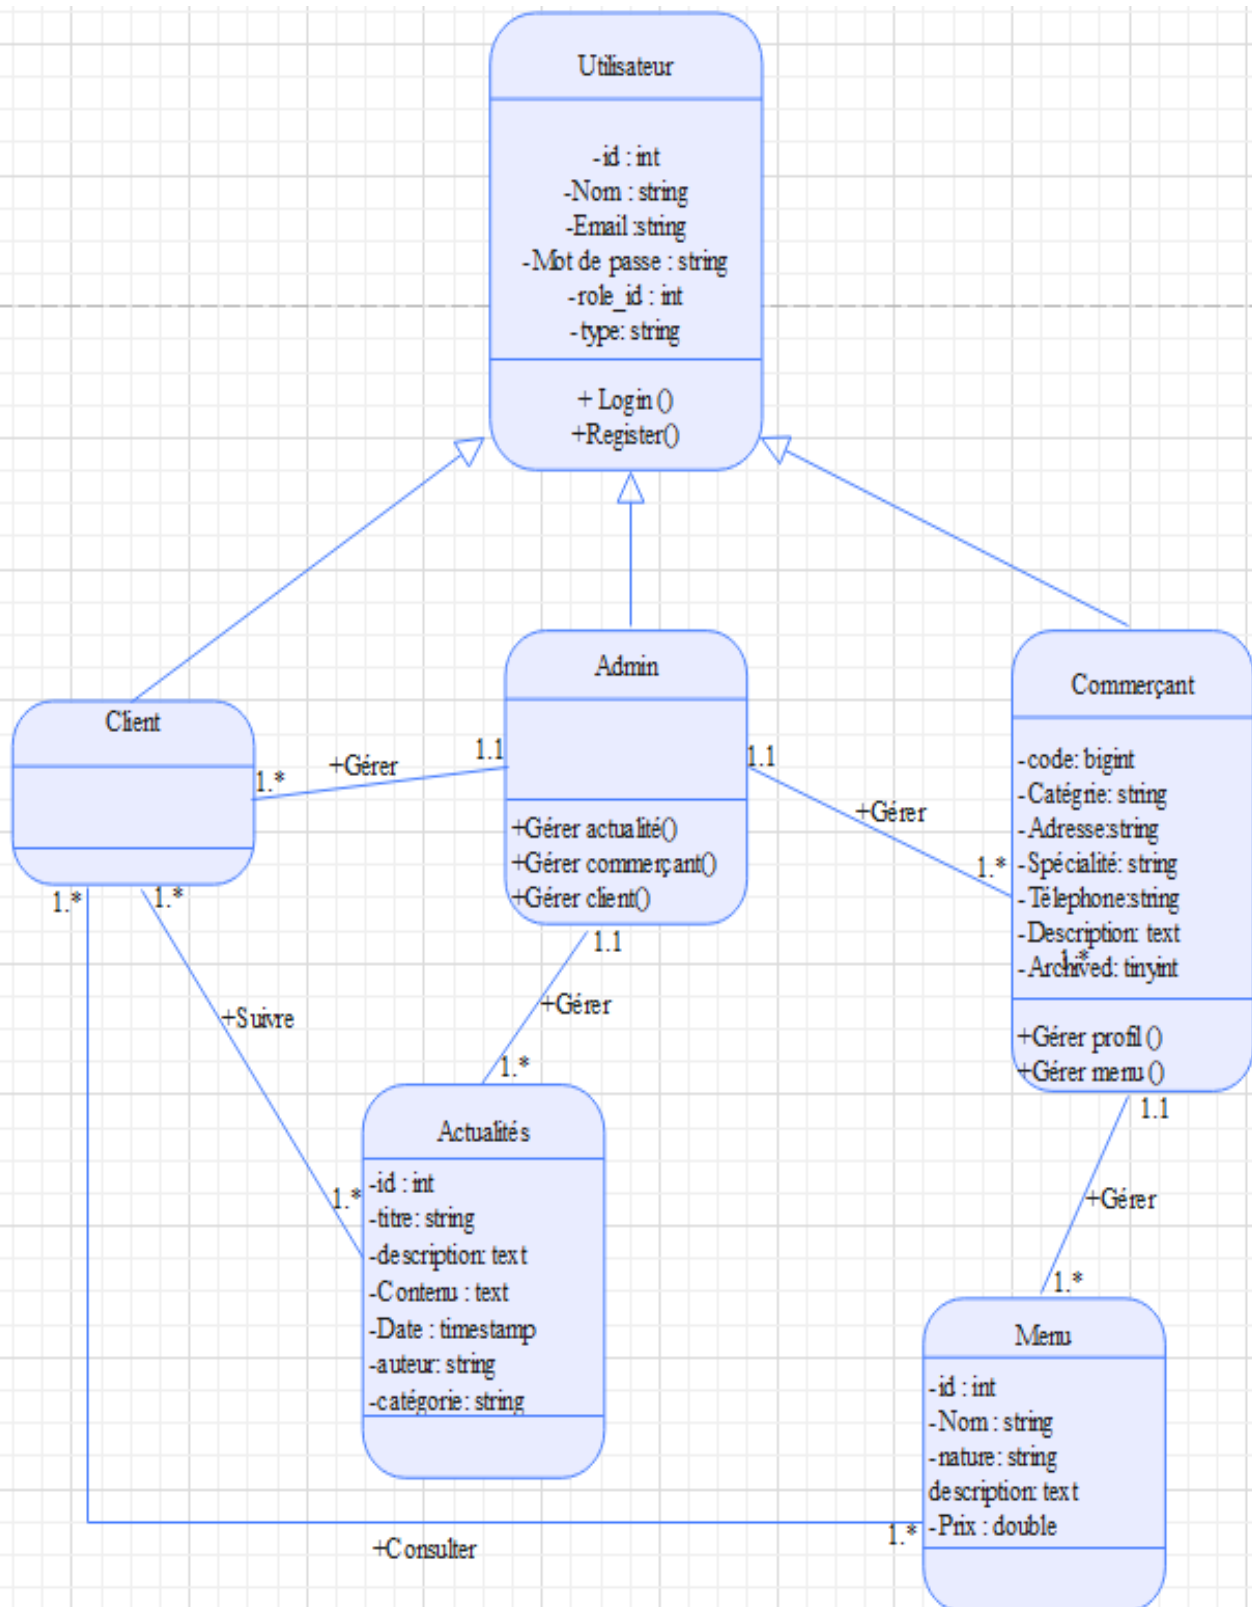 Utilisateur
-id : int
-Nom : string
-Email :string
-Mot de passe : string
-role_id : int
-type: string
+ Login ()
+Register()
Client
Admin
+Gérer actualité()
+Gérer commerçant()
+Gérer client()
Commerçant
-code: bigint
-Catégrie: string
-Adresse:string
-Spécialité: string
-Télephone:string
-Description: text
1.*
-Archived: tinyint
+Gérer profil ()
+Gérer menu ()
1.*
+Gérer
1.1
1.1
+Gérer
1.*
1.*
1.*
+Suivre
1.*
1.1
+Gérer
1.*
Actualités
-id : int
-titre: string
-description: text
-Contenu : text
-Date : timestamp
-auteur: string
-catégorie: string
1.1
+Gérer
1.*
Menu
-id : int
-Nom : string
-nature: string
description: text
-Prix : double
1.*
+Consulter